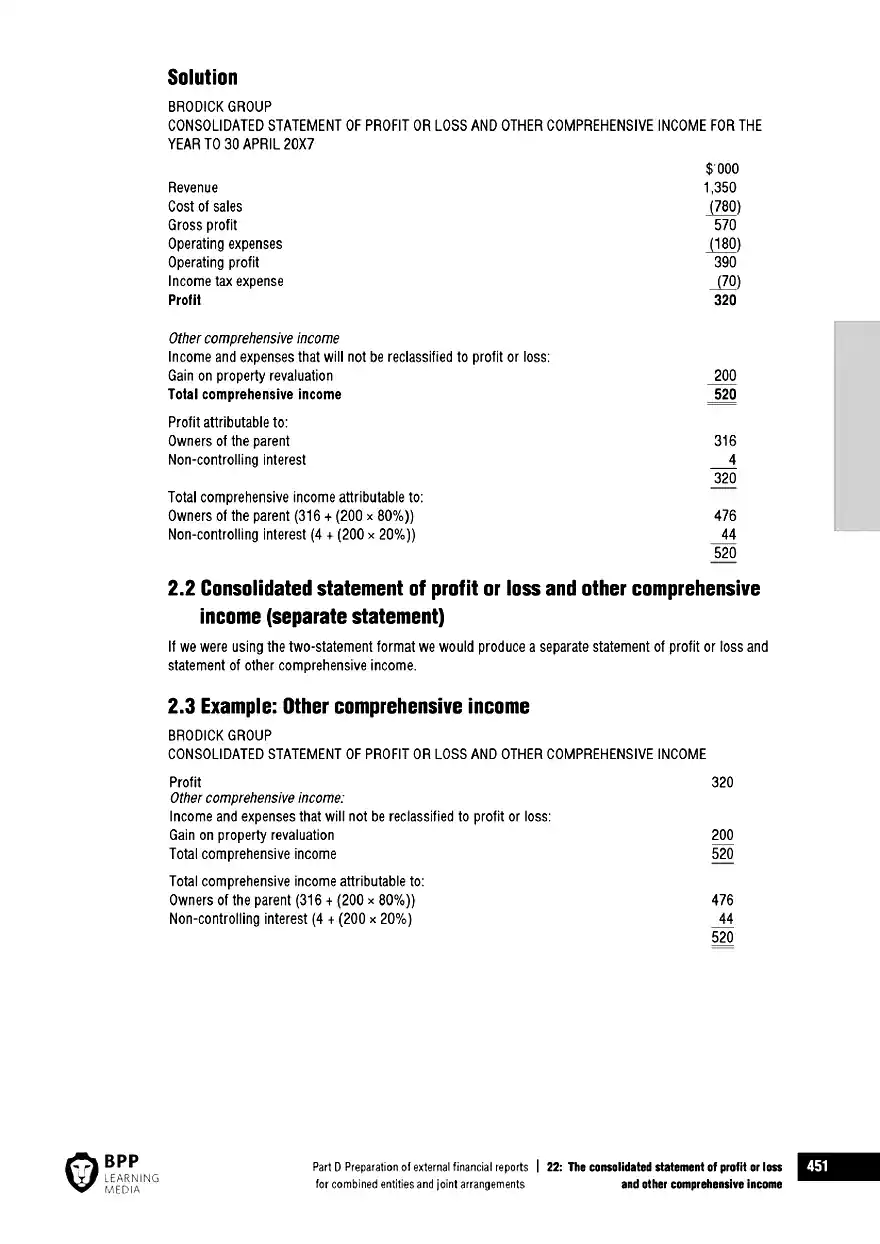 Solution
BRODICK GROUP
CONSOLIDATED STATEMENT OF PROFIT OR LOSS AND OTHER COMPREHENSIVE INCOME FOR THE
YEAR TO 30 APRIL 20X7
$'000
Revenue 1,350
Cost of sales (780)
Gross profit 570
Operating expenses (180)
Operating profit 390
Income tax expense (70)
Profit 320
Other comprehensive income
Income and expenses that will not be reclassified to profit or loss:
Gain on property revaluation 200
Total comprehensive income 520
Profit attributable to:
Owners of the parent 316
Non-controlling interest 4
320
Total comprehensive income attributable to:
Owners of the parent (316 + (200 × 80%)) 476
Non-controlling interest (4 + (200 × 20%)) 44
520
2.2 Consolidated statement of profit or loss and other comprehensive
income (separate statement)
If we were using the two-statement format we would produce a separate statement of profit or loss and
statement of other comprehensive income.
2.3 Example: Other comprehensive income
BRODICK GROUP
CONSOLIDATED STATEMENT OF PROFIT OR LOSS AND OTHER COMPREHENSIVE INCOME
Profit 320
Other comprehensive income:
Income and expenses that will not be reclassified to profit or loss:
Gain on property revaluation 200
Total comprehensive income 520
Total comprehensive income attributable to:
Owners of the parent (316 + (200 × 80%)) 476
Non-controlling interest (4 + (200 × 20%) 44
520
BPP
LEARNING
MEDIA
Part D Preparation of external financial reports | 22: The consolidated statement of profit or loss 451
for combined entities and joint arrangements and other comprehensive income